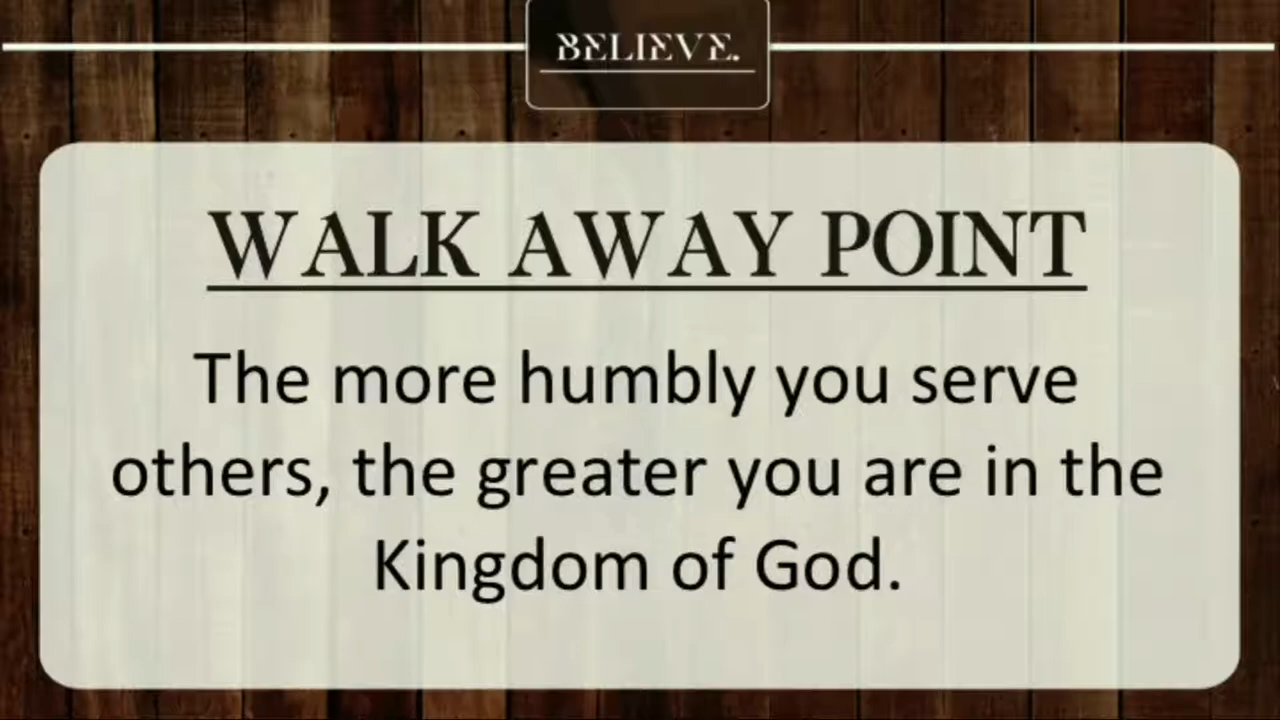 BELIEVE.
WALK AWAY POINT
The more humbly you serve
others, the greater you are in the
Kingdom of God.